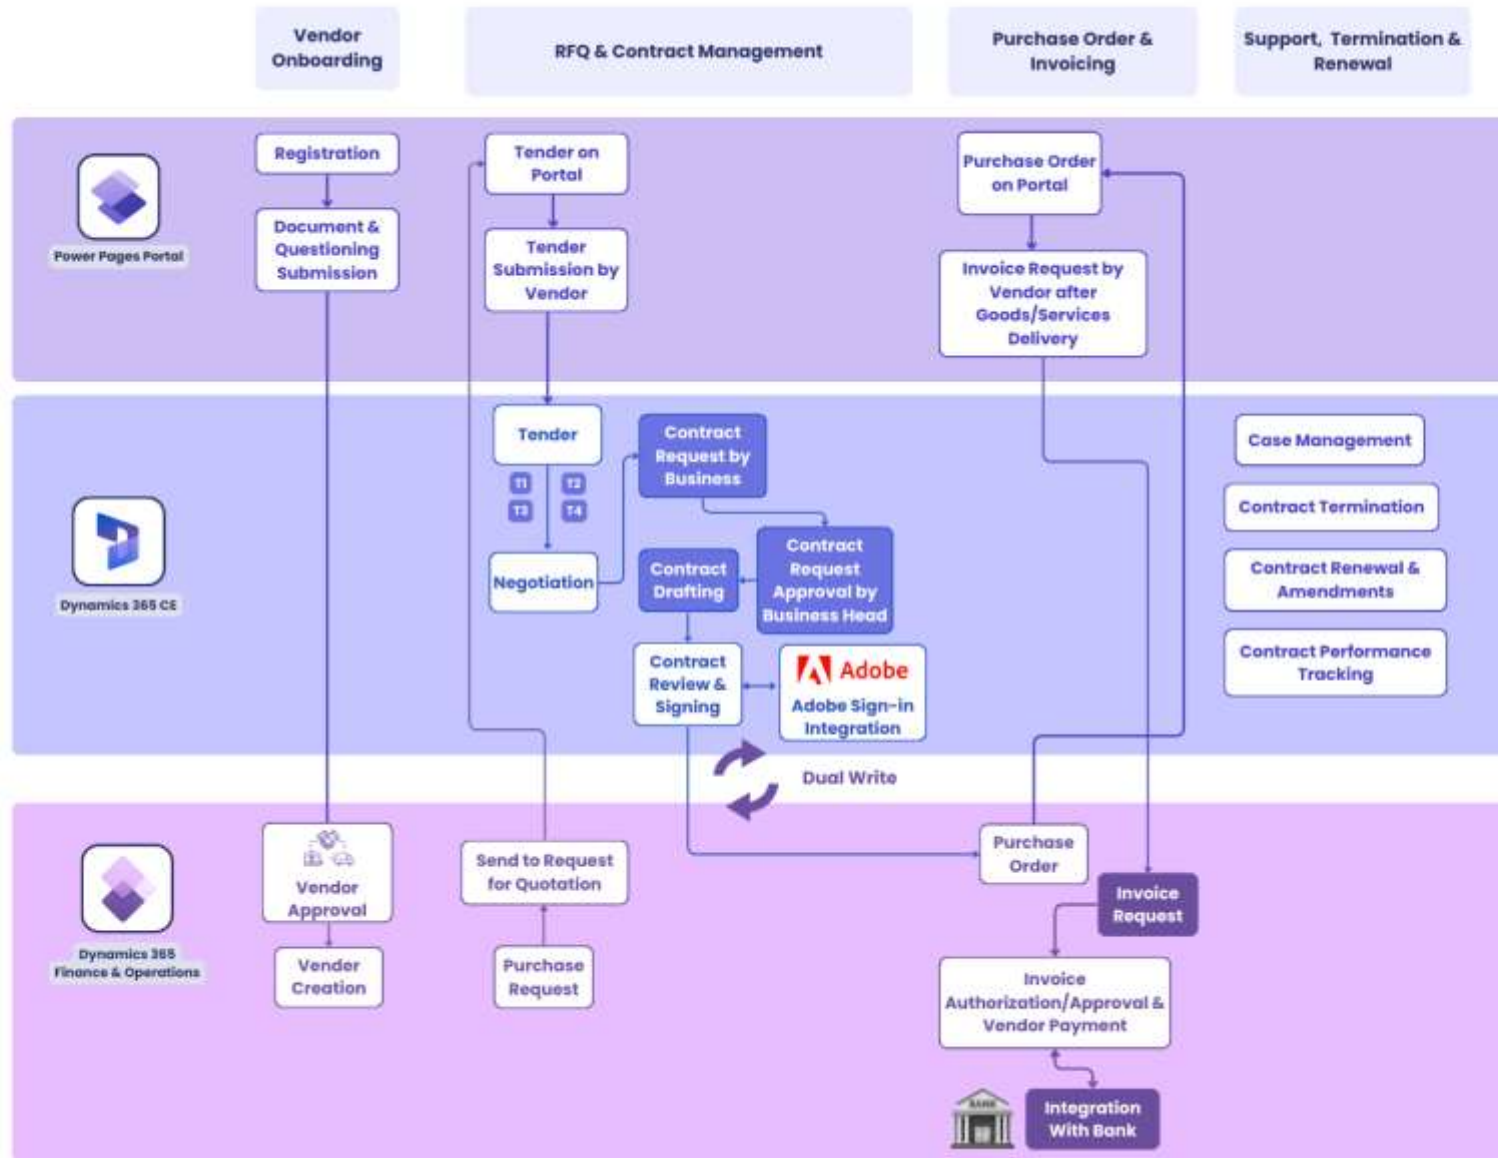 Vendor
Onboarding
RFQ & Contract Management
Purchase Order &
Invoicing
Support, Termination &
Renewal
Power Pages Portal
Registration
Document &
Questioning
Submission
Tender on
Portal
Tender
Submission by
Vendor
Purchase Order
on Portal
Invoice Request by
Vendor after
Goods/Services
Delivery
Dynamics 365 CE
Tender
T1
T2
T3
T4
Negotiation
Contract
Request by
Business
Contract
Request
Approval by
Business Head
Contract
Drafting
Contract
Review &
Signing
Adobe
Adobe Sign-in
Integration
Case Management
Contract Termination
Contract Renewal &
Amendments
Contract Performance
Tracking
Dual Write
Dynamics 365
Finance & Operations
Vendor
Approval
Vender
Creation
Send to Request
for Quotation
Purchase
Request
Purchase
Order
Invoice
Request
Invoice
Authorization/Approval &
Vendor Payment
BANK
Integration
With Bank